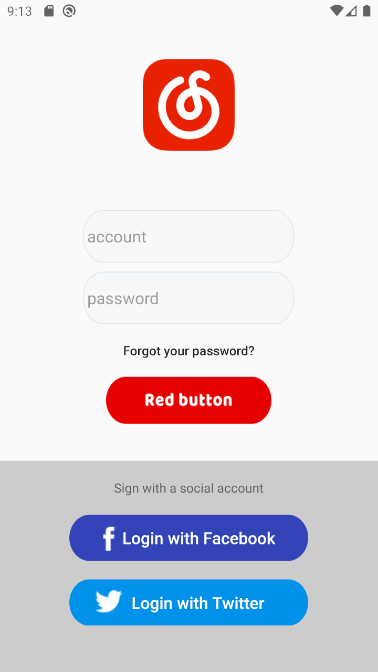 9:13
account
password
Forgot your password?
Red button
Sign with a social account
Login with Facebook
Login with Twitter